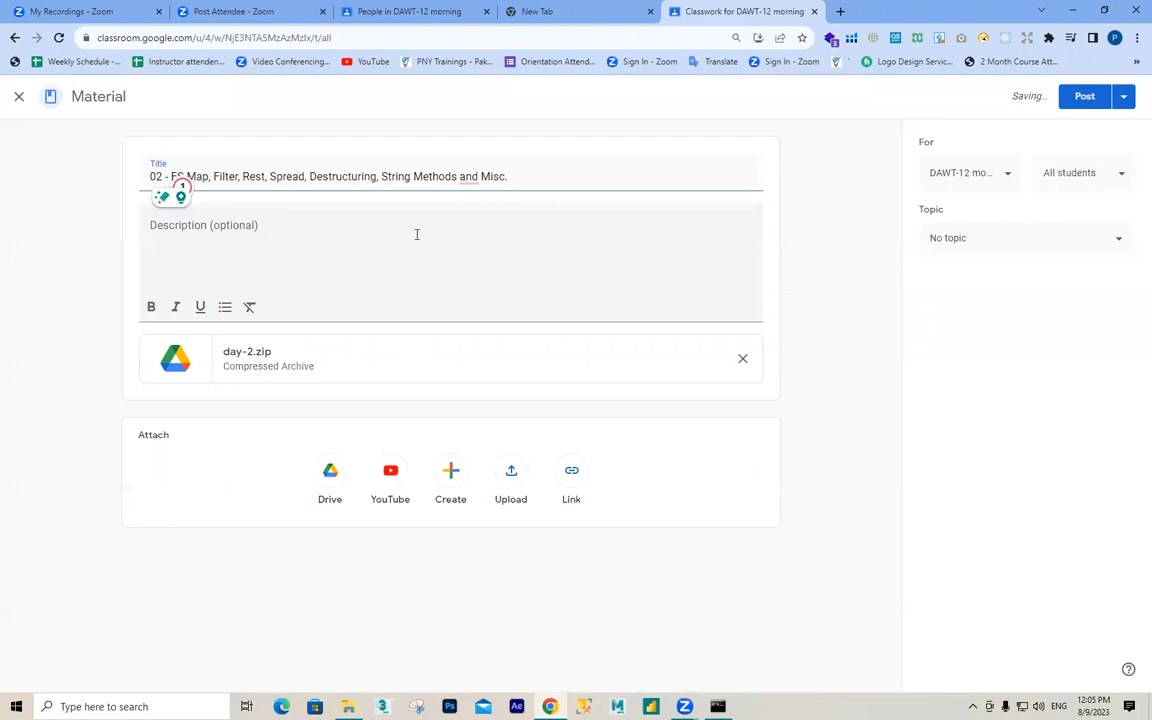 My Recordings - Zoom
Post Attendee - Zoom
People in DAWT-12 morning
New Tab
Classwork for DAWT-12 morning
classroom.google.com/u/4/w/NjE3NTA5MzAzMzIx/t/all
Weekly Schedule -...
Instructor attenden...
Video Conferencing...
YouTube
PNY Trainings - Pak...
Orientation Attend...
Sign In - Zoom
Translate
Sign In - Zoom
Logo Design Servic...
2 Month Course Att...
»
Material
Saving...
Post
Title
02 - ES Map, Filter, Rest, Spread, Destructuring, String Methods and Misc.
1
Description (optional)
B I U
day-2.zip
Compressed Archive
Attach
Drive
YouTube
Create
Upload
Link
For
DAWT-12 mo...
All students
Topic
No topic
Type here to search
ENG
12:05 PM
8/9/2023